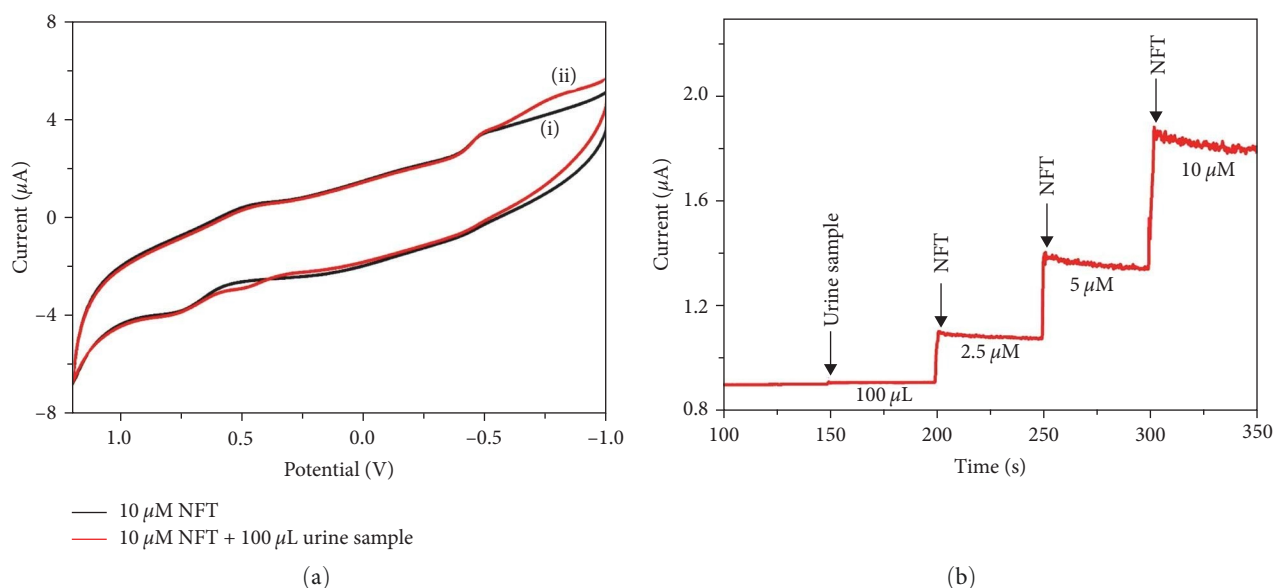 8
4
0
−4
−8
Current (μA)
1.0
0.5
0.0
−0.5
−1.0
Potential (V)
(ii)
(i)
10 μM NFT
10 μM NFT + 100 μL urine sample
(a)
2.0
1.6
1.2
0.8
Current (μA)
100
150
200
250
300
350
Time (s)
Urine sample
100 μL
NFT
2.5 μM
NFT
5 μM
NFT
10 μM
(b)